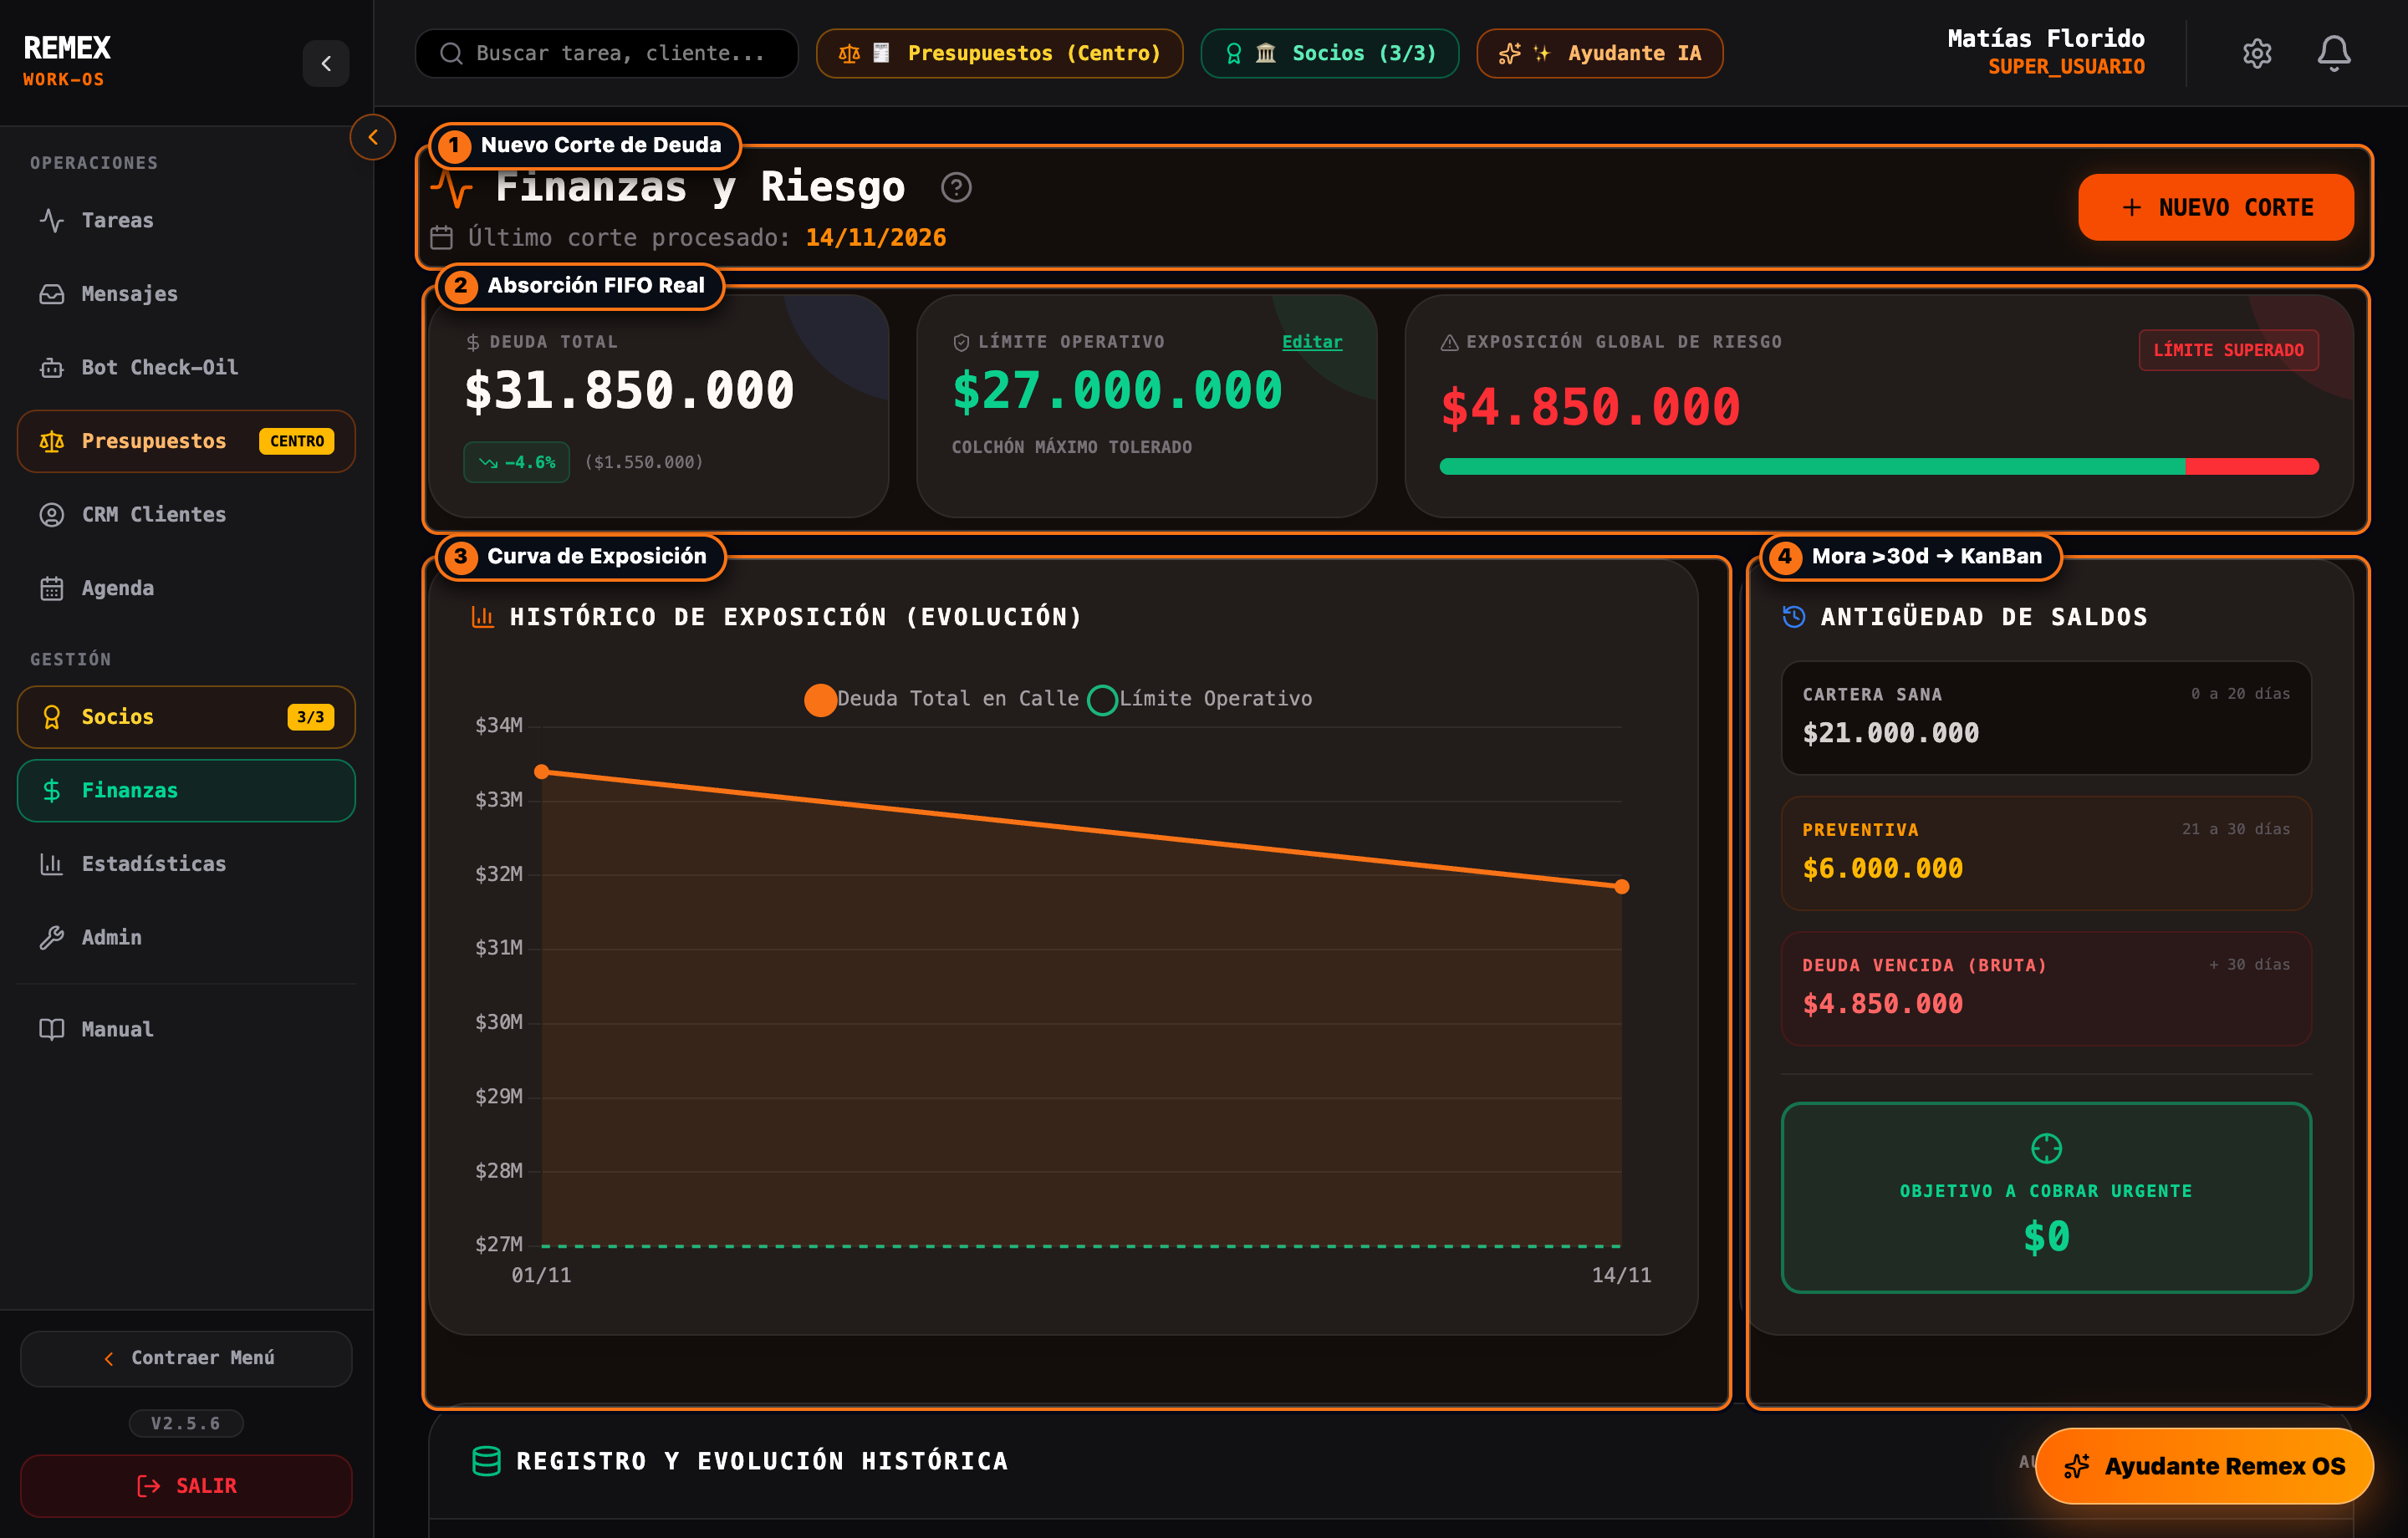 REMEX
WORK-OS
OPERACIONES
Tareas
Mensajes
Bot Check-Oil
Presupuestos CENTRO
CRM Clientes
Agenda
GESTIÓN
Socios 3/3
Finanzas
Estadísticas
Admin
Manual
Contraer Menú
V2.5.6
SALIR
Buscar tarea, cliente...
Presupuestos (Centro)
Socios (3/3)
Ayudante IA
Matías Florido
SUPER_USUARIO
1 Nuevo Corte de Deuda
Finanzas y Riesgo
Último corte procesado: 14/11/2026
+ NUEVO CORTE
2 Absorción FIFO Real
DEUDA TOTAL
$31.850.000
-4.6% ($1.550.000)
LÍMITE OPERATIVO Editar
$27.000.000
COLCHÓN MÁXIMO TOLERADO
EXPOSICIÓN GLOBAL DE RIESGO
LÍMITE SUPERADO
$4.850.000
3 Curva de Exposición
HISTÓRICO DE EXPOSICIÓN (EVOLUCIÓN)
Deuda Total en Calle Límite Operativo
$34M
$33M
$32M
$31M
$30M
$29M
$28M
$27M
01/11 14/11
4 Mora >30d → KanBan
ANTIGÜEDAD DE SALDOS
CARTERA SANA 0 a 20 días
$21.000.000
PREVENTIVA 21 a 30 días
$6.000.000
DEUDA VENCIDA (BRUTA) + 30 días
$4.850.000
OBJETIVO A COBRAR URGENTE
$0
REGISTRO Y EVOLUCIÓN HISTÓRICA
Ayudante Remex OS